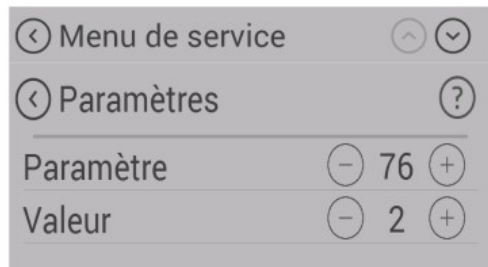 Menu de service
Paramètres ?
Paramètre - 76 +
Valeur - 2 +